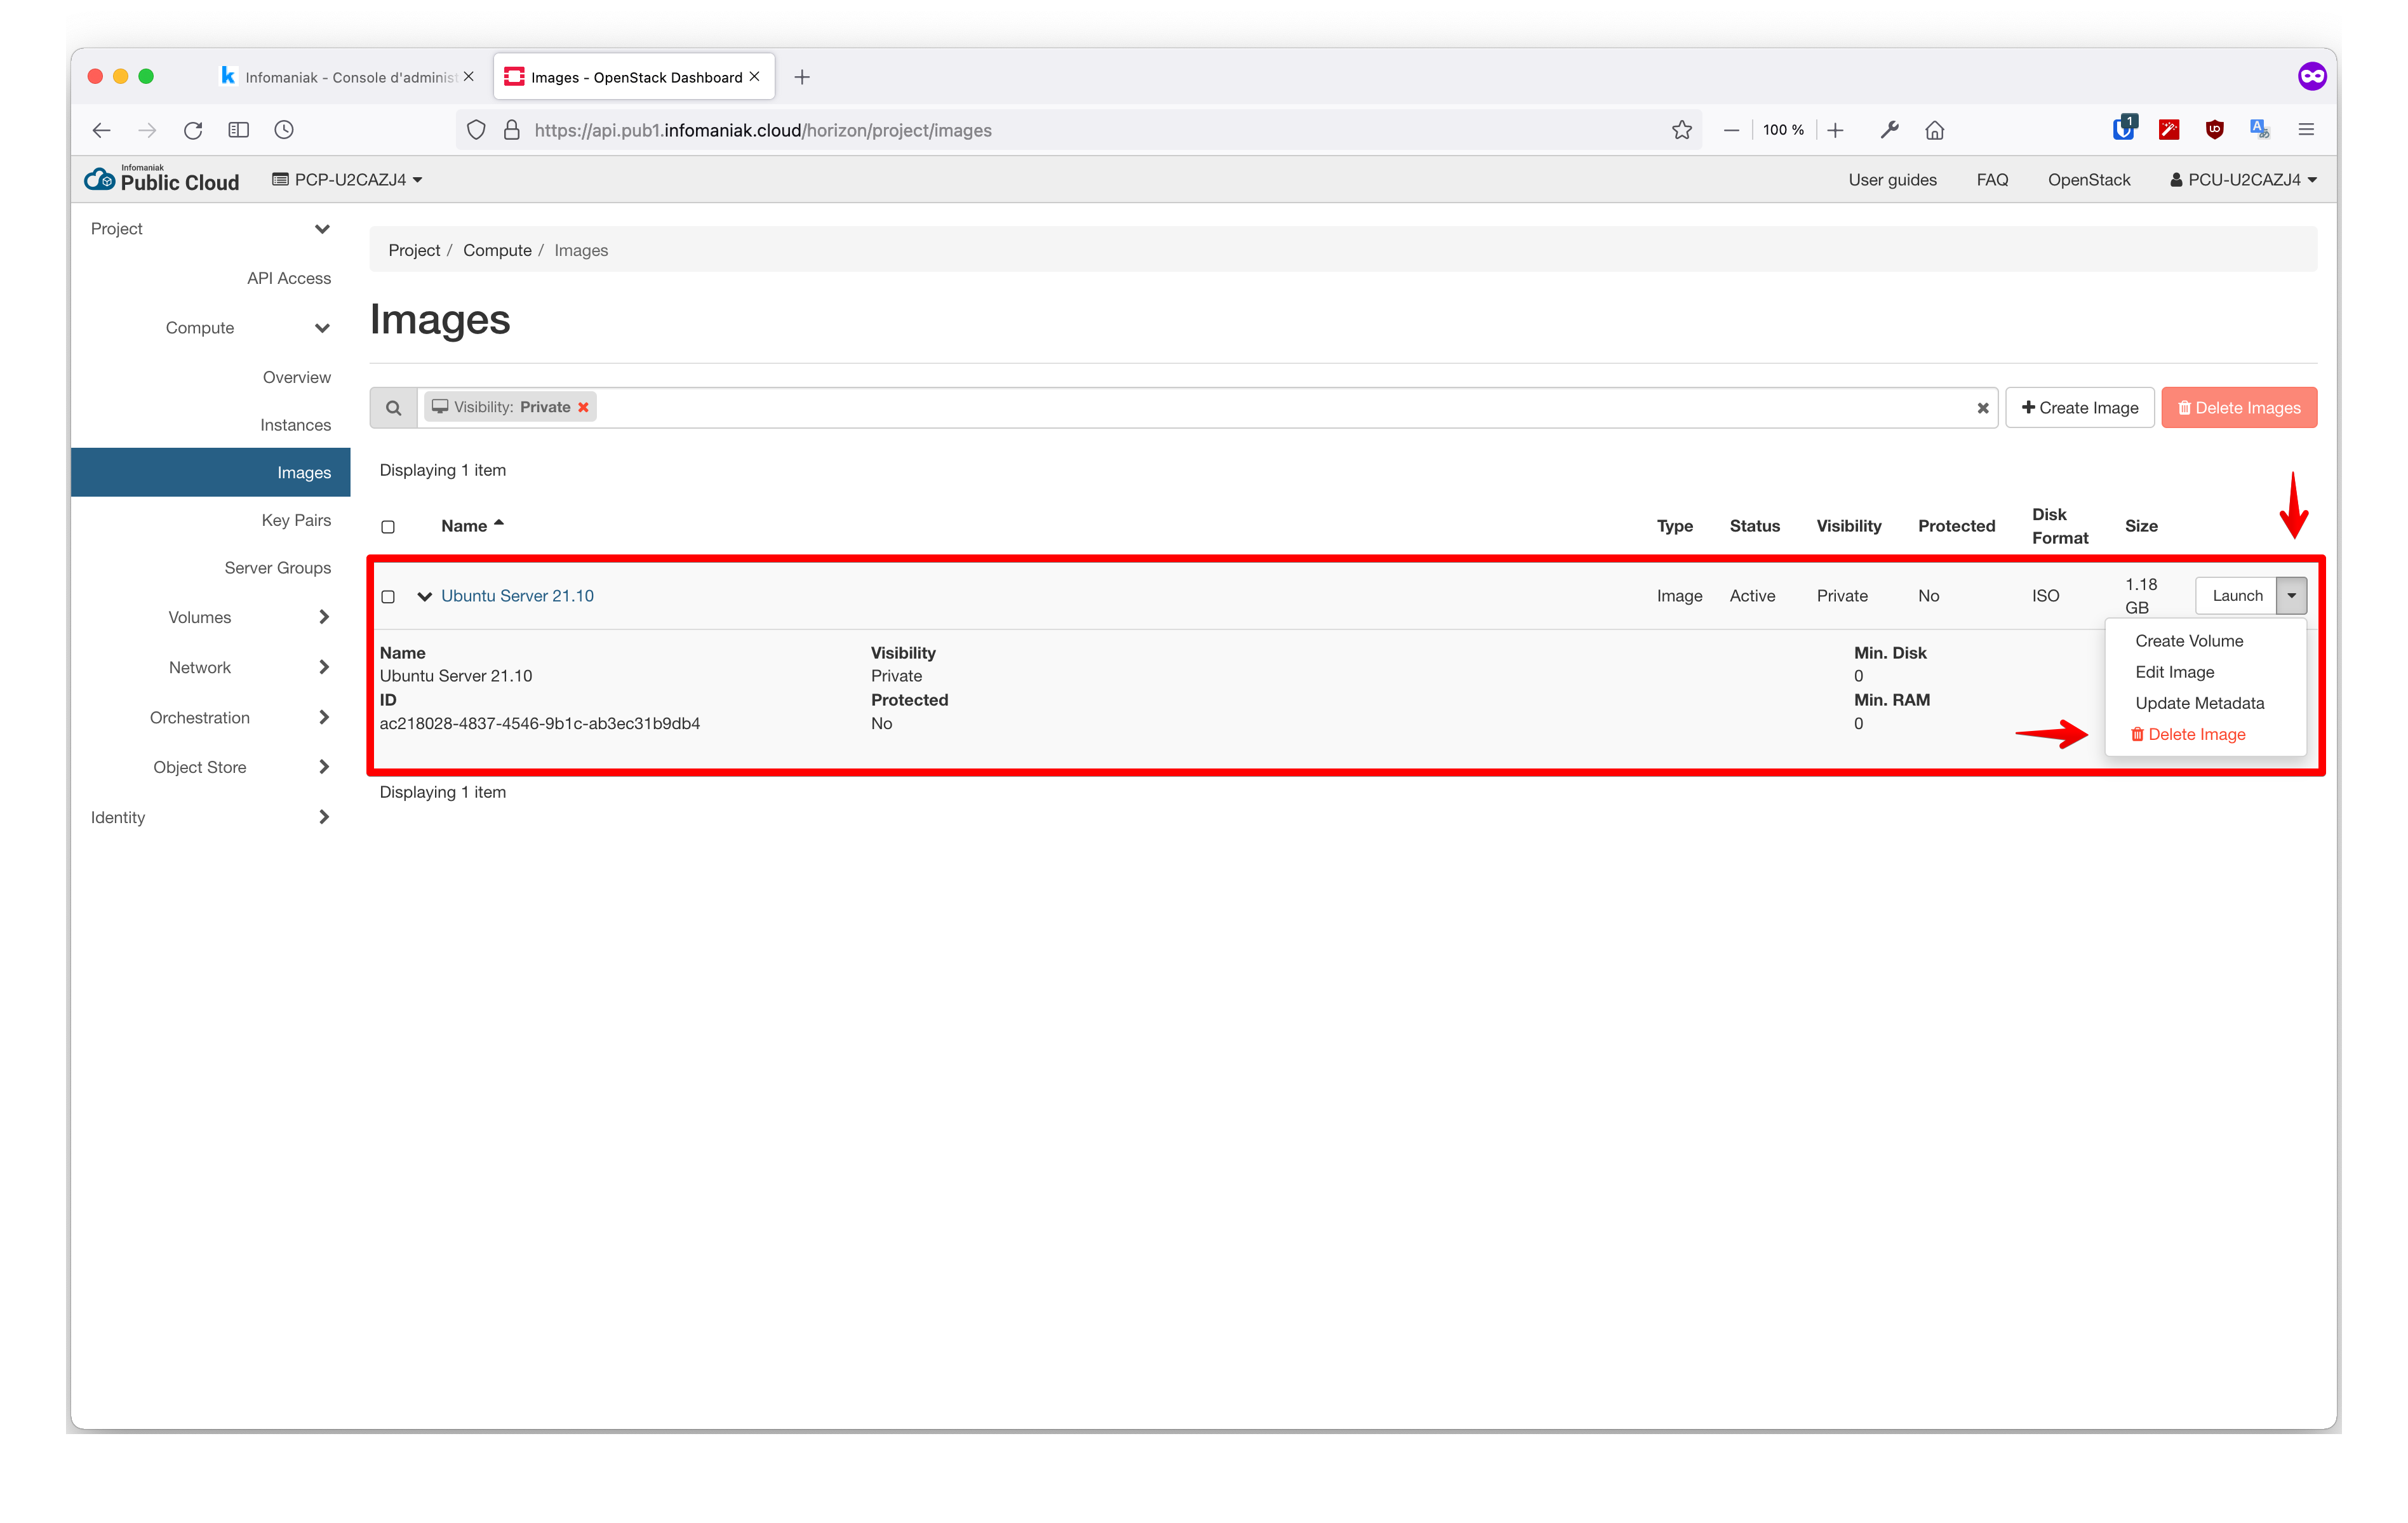 Infomaniak - Console d'administ
Images - OpenStack Dashboard
https://api.pub1.infomaniak.cloud/horizon/project/images
100 %
1
Infomaniak
Public Cloud
PCP-U2CAZJ4
User guides
FAQ
OpenStack
PCU-U2CAZJ4
Project
API Access
Compute
Overview
Instances
Images
Key Pairs
Server Groups
Volumes
Network
Orchestration
Object Store
Identity
Project / Compute / Images
Images
Visibility: Private
Create Image
Delete Images
Displaying 1 item
Name Type Status Visibility Protected Disk Format Size
Ubuntu Server 21.10 Image Active Private No ISO 1.18 GB Launch
Name
Ubuntu Server 21.10
ID
ac218028-4837-4546-9b1c-ab3ec31b9db4
Visibility
Private
Protected
No
Min. Disk
0
Min. RAM
0
Create Volume
Edit Image
Update Metadata
Delete Image
Displaying 1 item